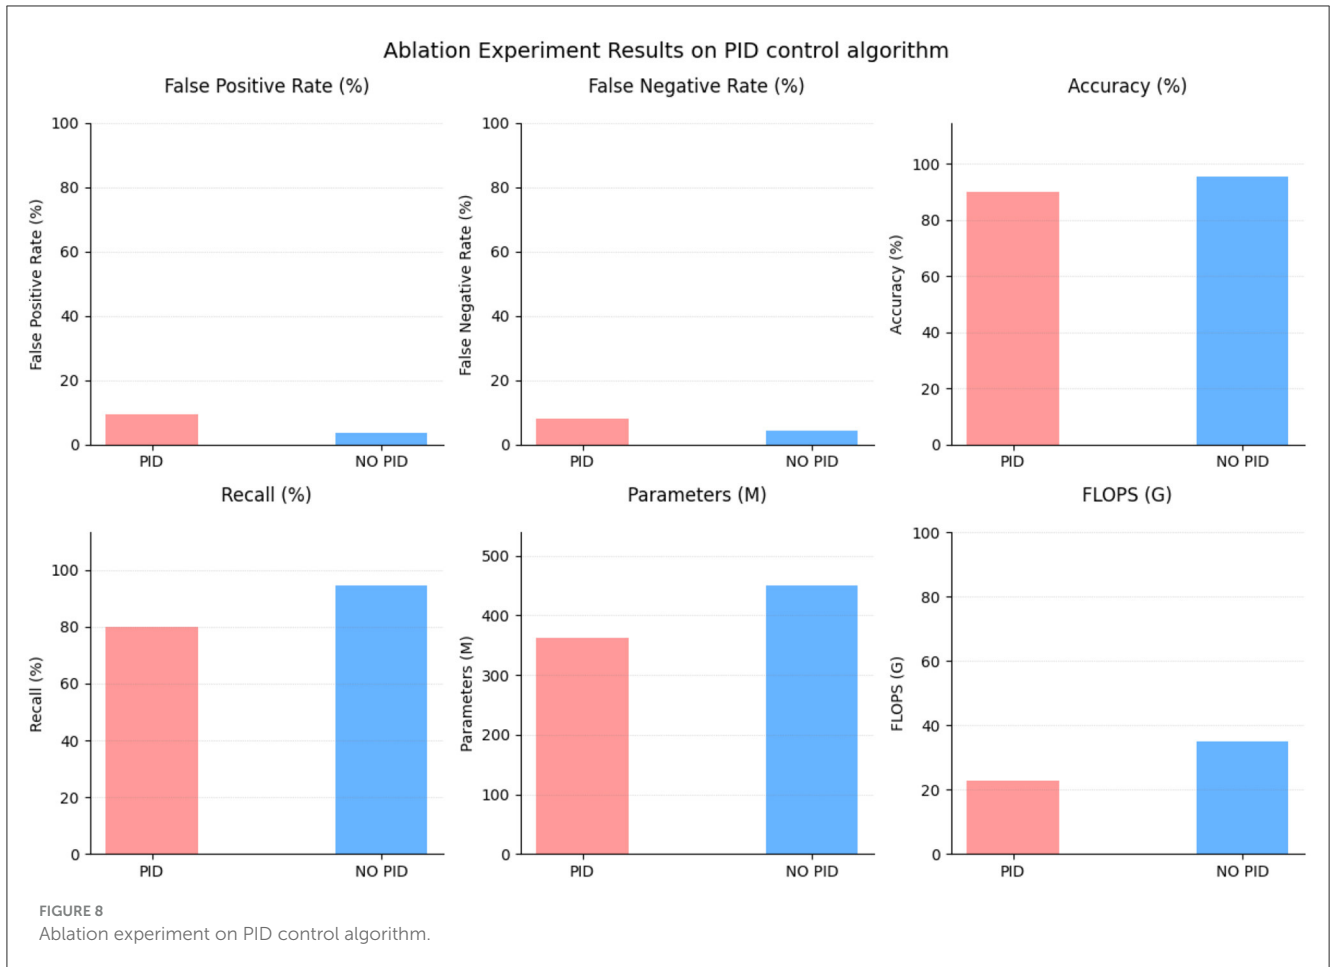 Ablation Experiment Results on PID control algorithm
False Positive Rate (%)
False Positive Rate (%)
100
80
60
40
20
0
PID
NO PID
False Negative Rate (%)
False Negative Rate (%)
100
80
60
40
20
0
PID
NO PID
Accuracy (%)
Accuracy (%)
100
80
60
40
20
0
PID
NO PID
Recall (%)
Recall (%)
100
80
60
40
20
0
PID
NO PID
Parameters (M)
Parameters (M)
500
400
300
200
100
0
PID
NO PID
FLOPS (G)
FLOPS (G)
100
80
60
40
20
0
PID
NO PID
FIGURE 8
Ablation experiment on PID control algorithm.